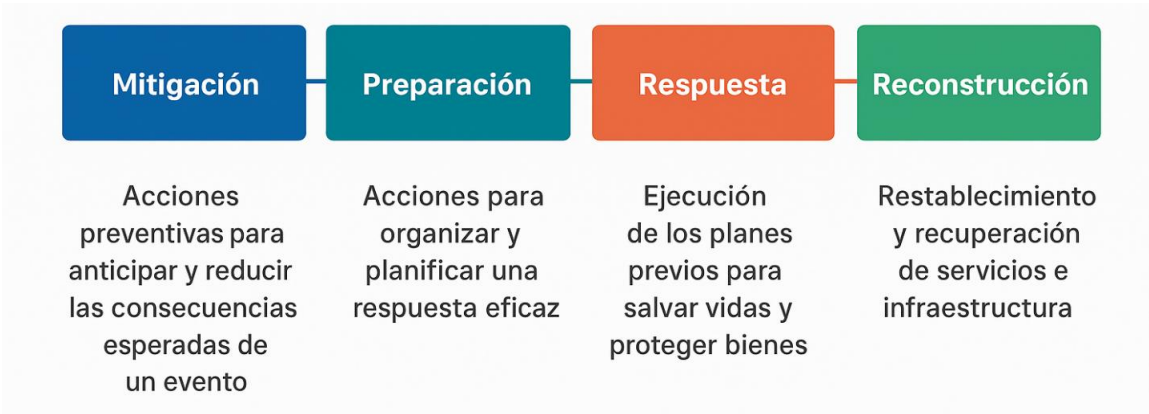 Mitigación
Preparación
Respuesta
Reconstrucción
Acciones
preventivas para
anticipar y reducir
las consecuencias
esperadas de
un evento
Acciones para
organizar y
planificar una
respuesta eficaz
Ejecución
de los planes
previos para
salvar vidas y
proteger bienes
Restablecimiento
y recuperación
de servicios e
infraestructura